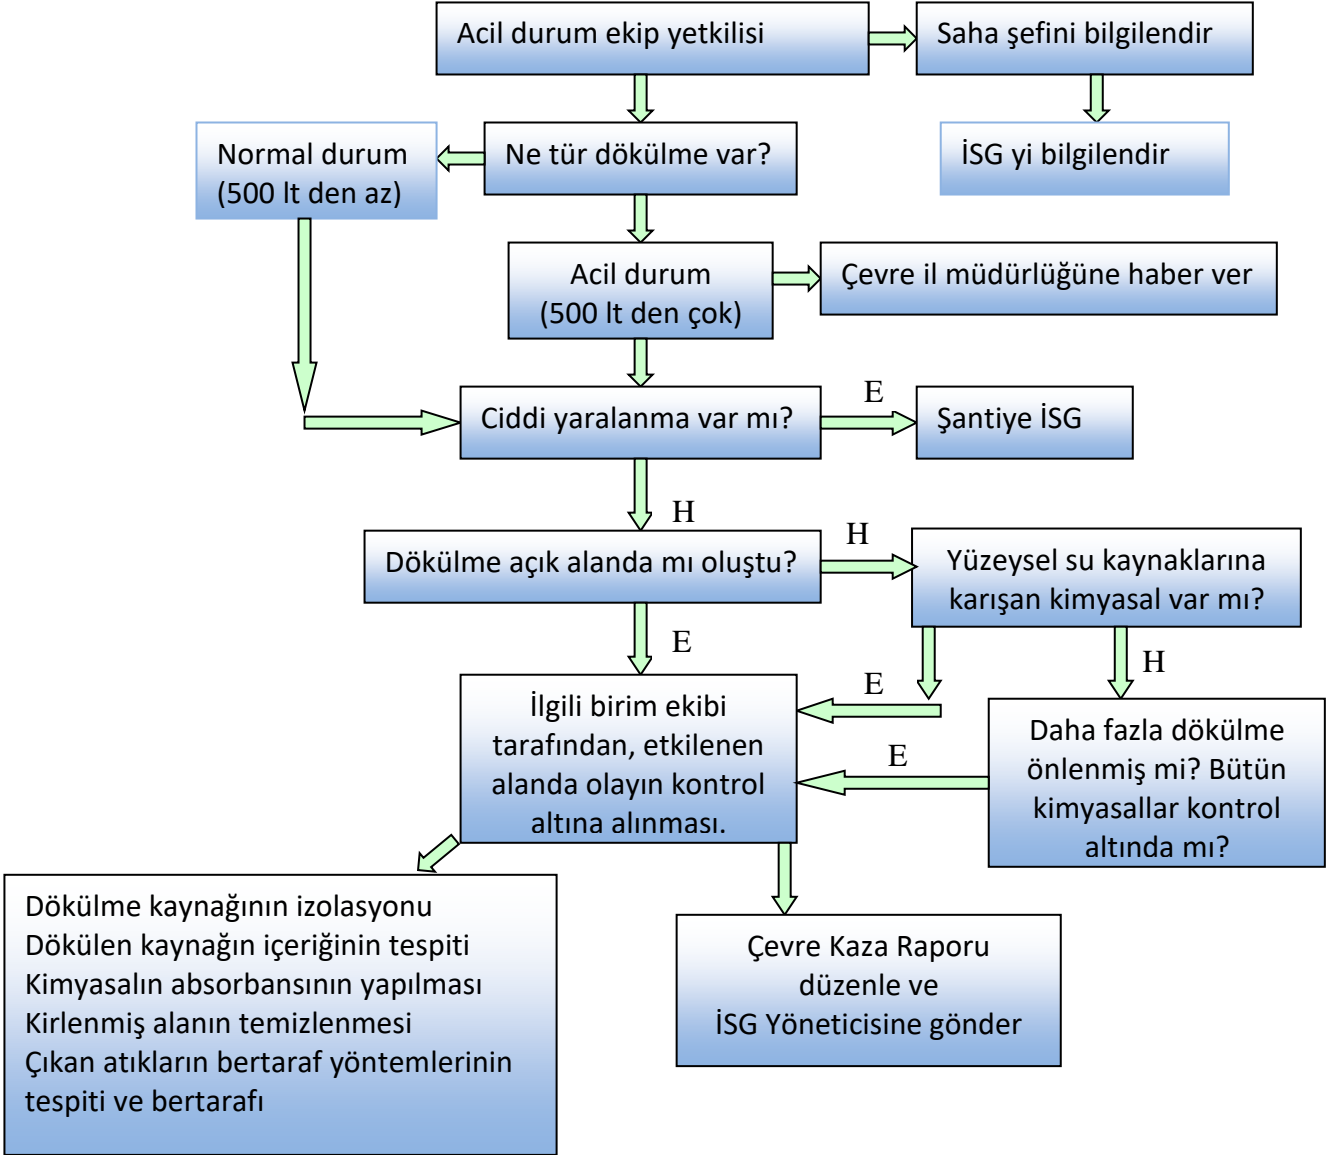 Acil durum ekip yetkilisi
Saha şefini bilgilendir
Normal durum
(500 lt den az)
Ne tür dökülme var?
İSG yi bilgilendir
Acil durum
(500 lt den çok)
Çevre il müdürlüğüne haber ver
Ciddi yaralanma var mı?
E
Şantiye İSG
H
Dökülme açık alanda mı oluştu?
H
Yüzeysel su kaynaklarına
karışan kimyasal var mı?
E
H
E
İlgili birim ekibi
tarafından, etkilenen
alanda olayın kontrol
altına alınması.
E
Daha fazla dökülme
önlenmiş mi? Bütün
kimyasallar kontrol
altında mı?
Dökülme kaynağının izolasyonu
Dökülen kaynağın içeriğinin tespiti
Kimyasalın absorbansının yapılması
Kirlenmiş alanın temizlenmesi
Çıkan atıkların bertaraf yöntemlerinin
tespiti ve bertarafı
Çevre Kaza Raporu
düzenle ve
İSG Yöneticisine gönder